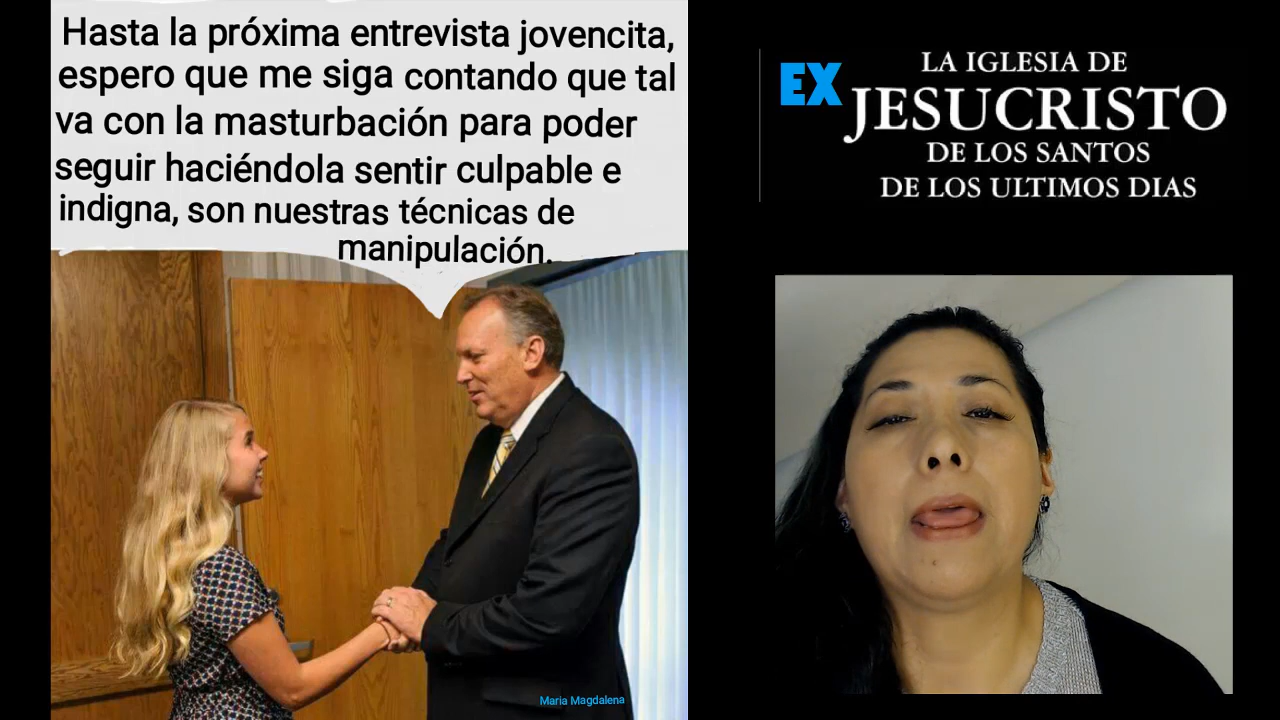 Hasta la próxima entrevista jovencita,
espero que me siga contando que tal
va con la masturbación para poder
seguir haciéndola sentir culpable e
indigna, son nuestras técnicas de
manipulación.
Maria Magdalena
EX
LA IGLESIA DE
JESUCRISTO
DE LOS SANTOS
DE LOS ULTIMOS DIAS